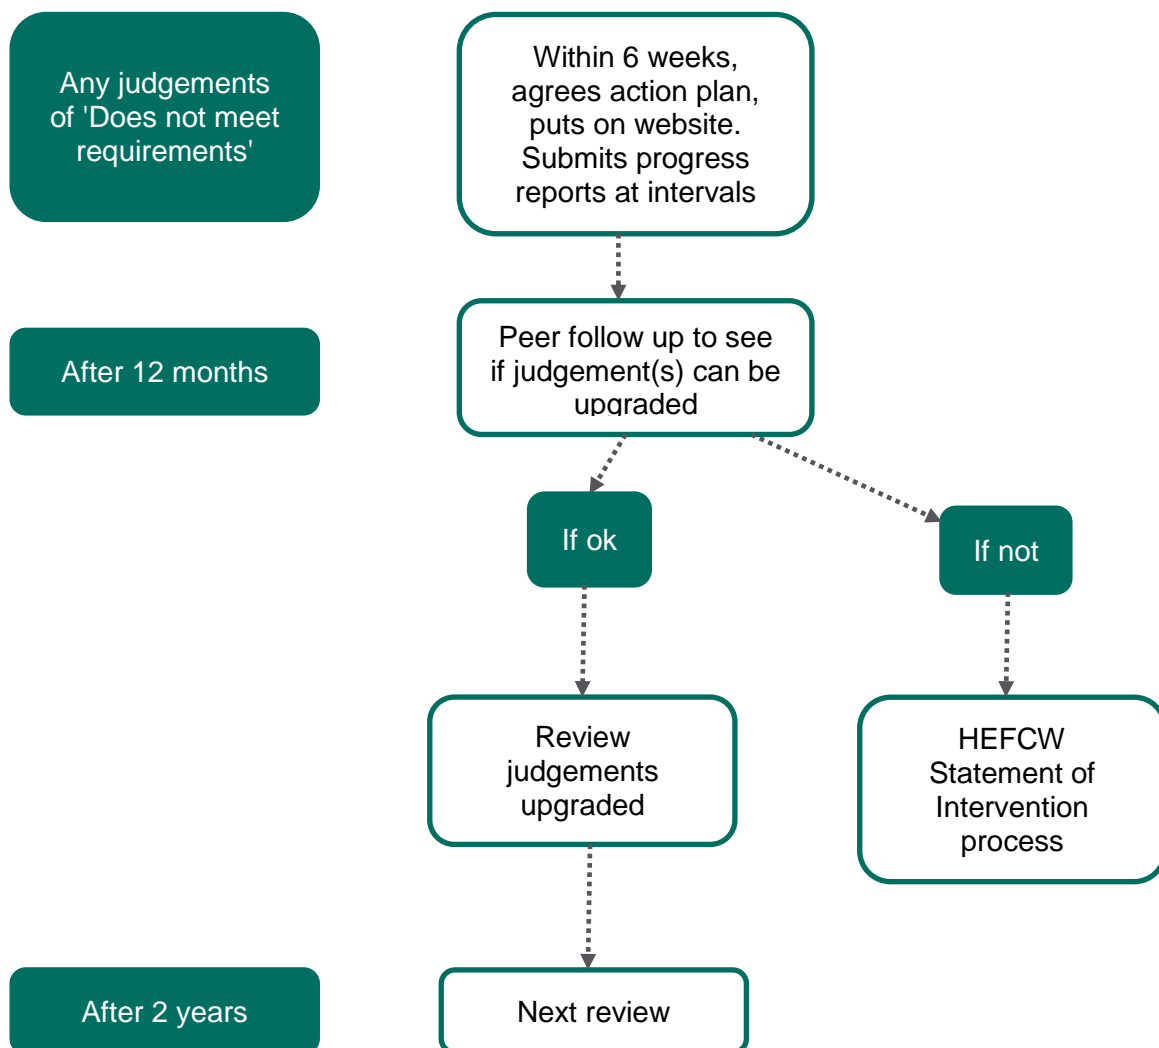 Any judgements
of 'Does not meet
requirements'
Within 6 weeks,
agrees action plan,
puts on website.
Submits progress
reports at intervals
After 12 months
Peer follow up to see
if judgement(s) can be
upgraded
If ok
If not
Review
judgements
upgraded
HEFCW
Statement of
Intervention
process
After 2 years
Next review